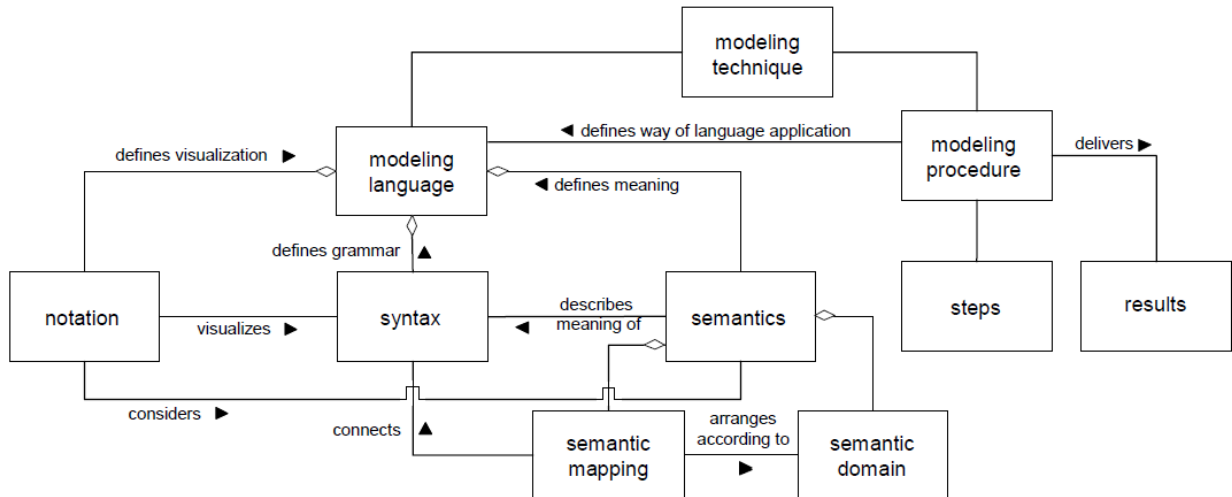 modeling
technique
defines way of language application
modeling
procedure
delivers
defines visualization
modeling
language
defines meaning
defines grammar
notation
visualizes
syntax
describes
meaning of
semantics
steps
results
considers
connects
semantic
mapping
arranges
according to
semantic
domain